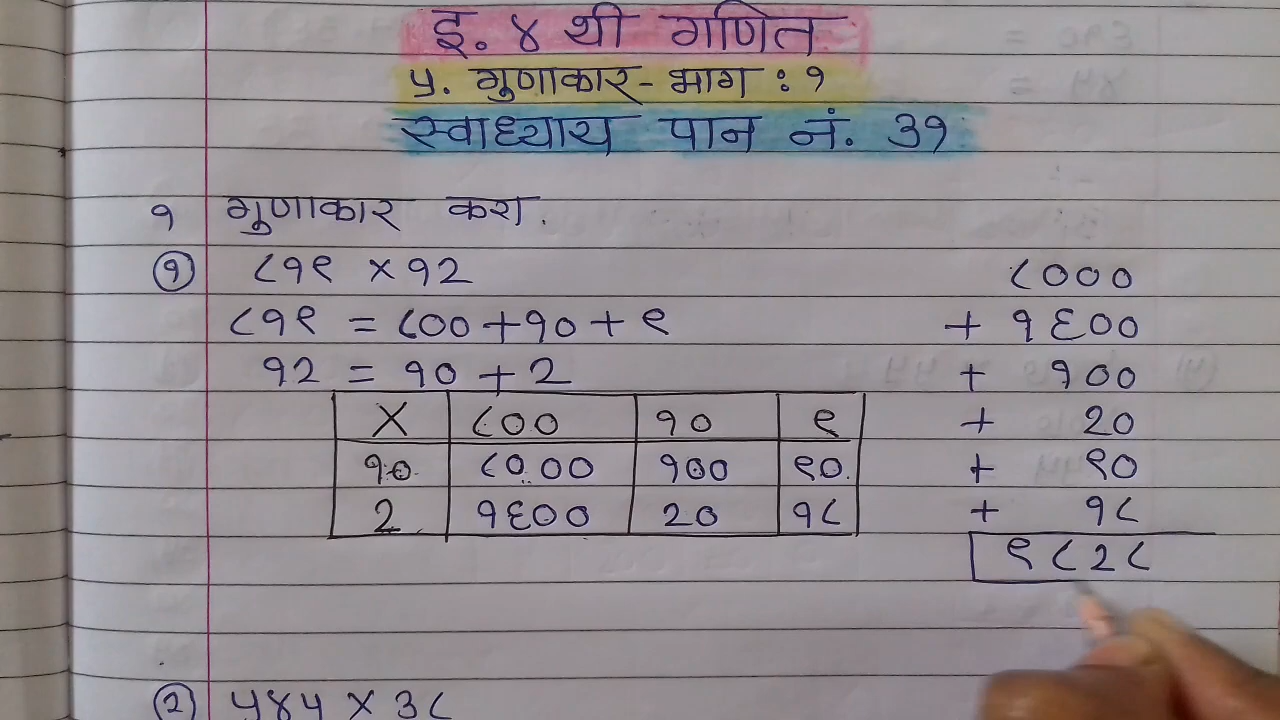 इ. ४ थी गणित
५. गुणाकार - भाग : १
स्वाध्याय पान नं. ३१
१ गुणाकार करा.
(१) ८१९ × १२
८१९ = ८०० + १० + ९
१२ = १० + २
× ८०० १० ९
१० ८००० १०० ९०
२ १६०० २० १८
८०००
+ १६००
+ १००
+ २०
+ ९०
+ १८
९८२८
(२) ५४५ × ३८